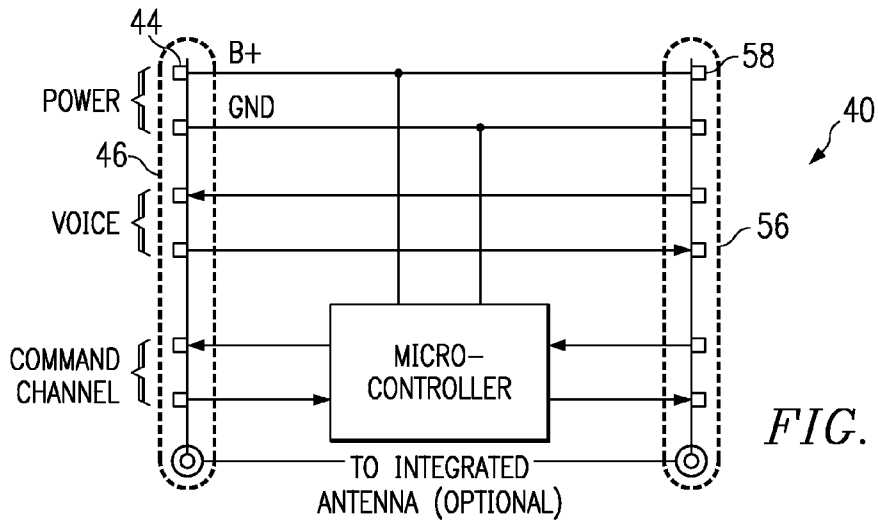 44
B+
58
POWER
GND
40
46
VOICE
56
COMMAND
CHANNEL
MICRO-
CONTROLLER
FIG.
TO INTEGRATED
ANTENNA (OPTIONAL)